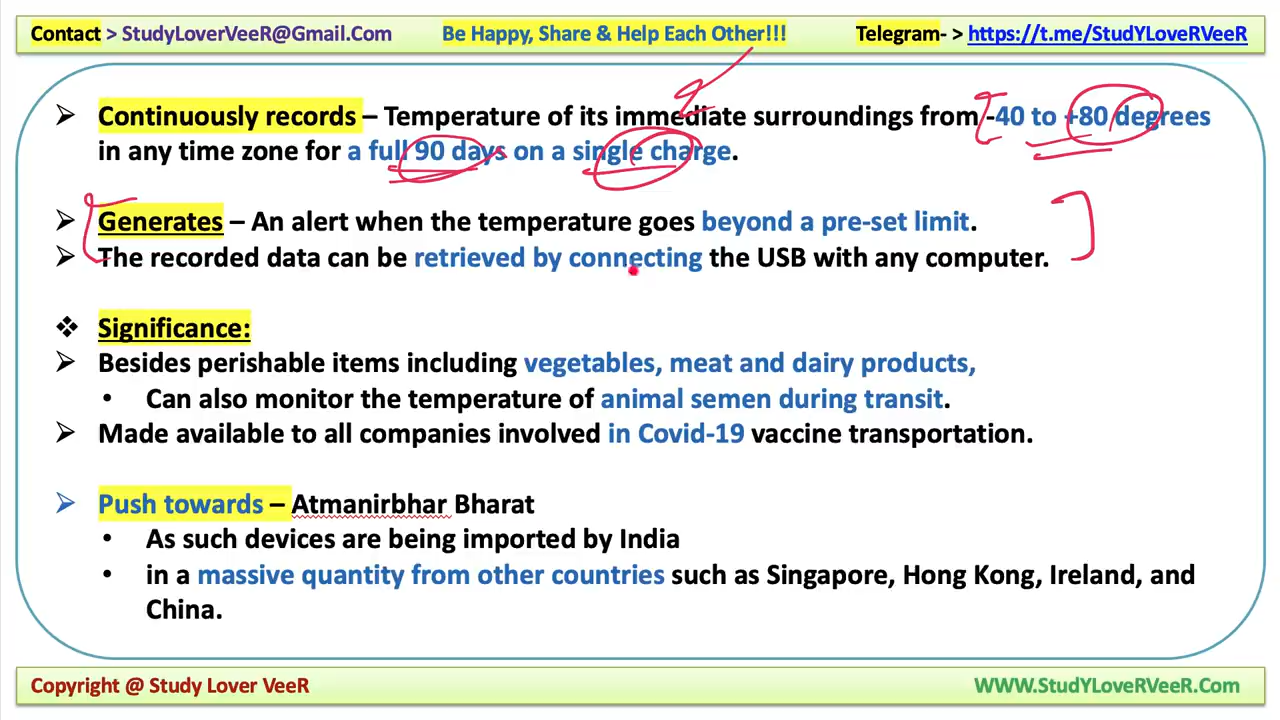 Contact > StudyLoverVeeR@Gmail.Com Be Happy, Share & Help Each Other!!! Telegram- > https://t.me/StudYLoveRVeeR
➢ Continuously records – Temperature of its immediate surroundings from -40 to +80 degrees
in any time zone for a full 90 days on a single charge.
➢ Generates – An alert when the temperature goes beyond a pre-set limit.
➢ The recorded data can be retrieved by connecting the USB with any computer.
❖ Significance:
➢ Besides perishable items including vegetables, meat and dairy products,
• Can also monitor the temperature of animal semen during transit.
➢ Made available to all companies involved in Covid-19 vaccine transportation.
➢ Push towards – Atmanirbhar Bharat
• As such devices are being imported by India
• in a massive quantity from other countries such as Singapore, Hong Kong, Ireland, and
China.
Copyright @ Study Lover VeeR WWW.StudYLoveRVeeR.Com